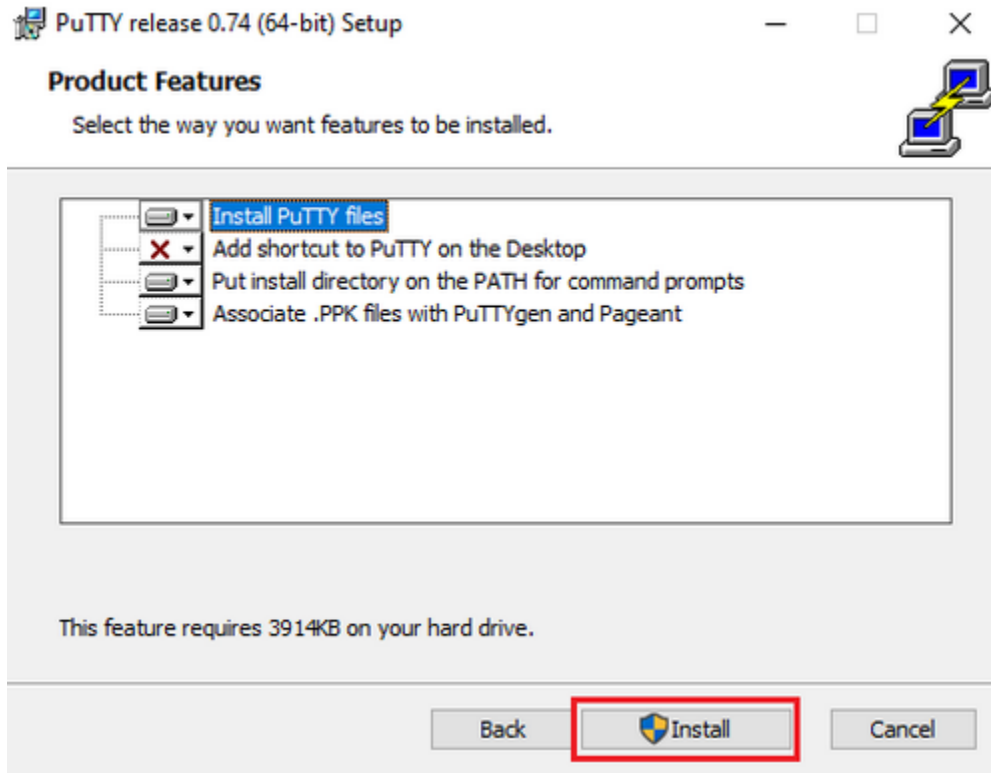 PuTTY release 0.74 (64-bit) Setup
Product Features
Select the way you want features to be installed.
Install PuTTY files
Add shortcut to PuTTY on the Desktop
Put install directory on the PATH for command prompts
Associate .PPK files with PuTTYgen and Pageant
This feature requires 3914KB on your hard drive.
Back Install Cancel